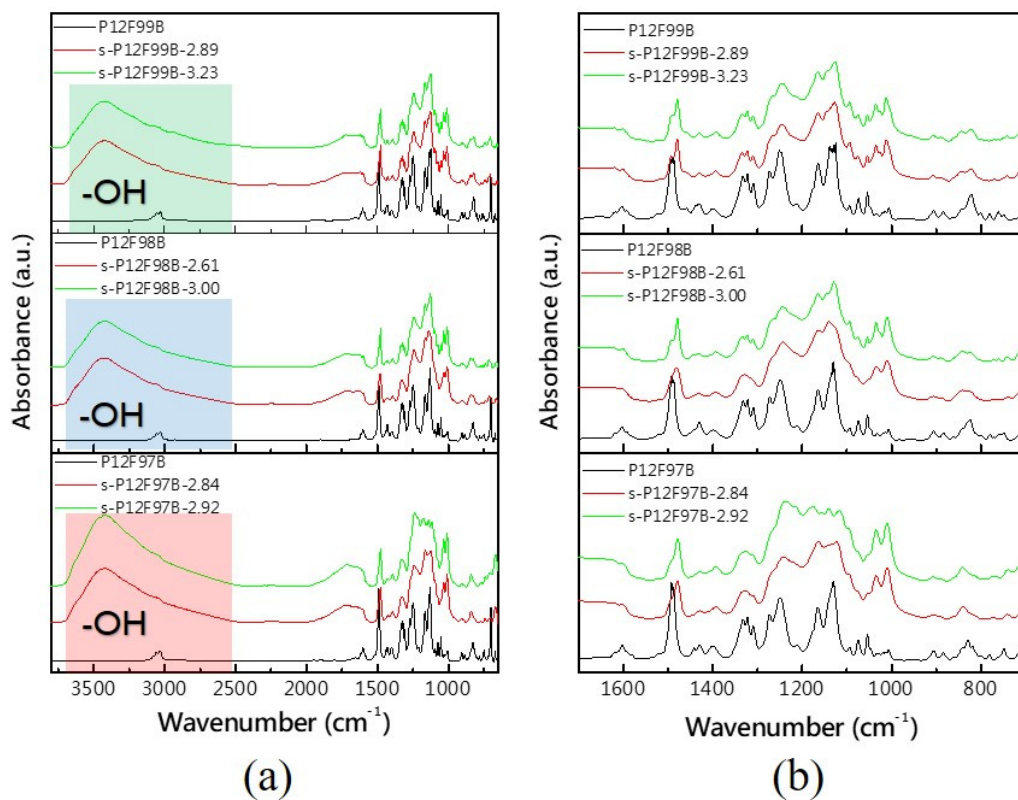 P12F99B
s-P12F99B-2.89
s-P12F99B-3.23
-OH
P12F98B
s-P12F98B-2.61
s-P12F98B-3.00
-OH
P12F97B
s-P12F97B-2.84
s-P12F97B-2.92
-OH
Absorbance (a.u.)
3500 3000 2500 2000 1500 1000
Wavenumber (cm⁻¹)
(a)
P12F99B
s-P12F99B-2.89
s-P12F99B-3.23
P12F98B
s-P12F98B-2.61
s-P12F98B-3.00
P12F97B
s-P12F97B-2.84
s-P12F97B-2.92
Absorbance (a.u.)
1600 1400 1200 1000 800
Wavenumber (cm⁻¹)
(b)